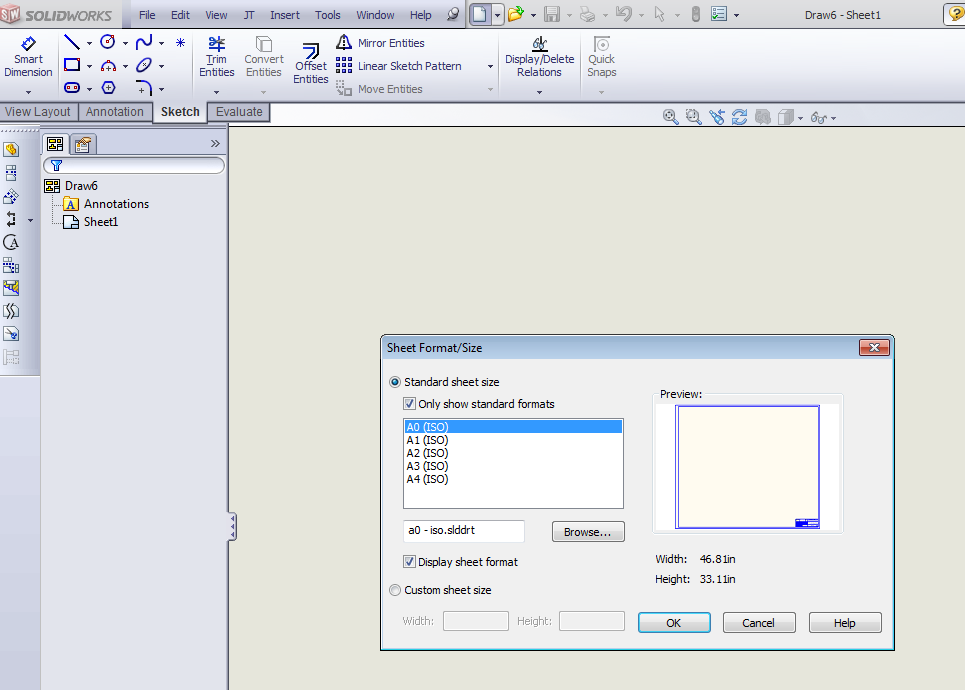 SOLIDWORKS File Edit View JT Insert Tools Window Help Draw6 - Sheet1
Smart Dimension
Trim Entities
Convert Entities
Offset Entities
Mirror Entities
Linear Sketch Pattern
Move Entities
Display/Delete Relations
Quick Snaps
View Layout Annotation Sketch Evaluate
Draw6
A Annotations
Sheet1
Sheet Format/Size
Standard sheet size
Only show standard formats
A0 (ISO)
A1 (ISO)
A2 (ISO)
A3 (ISO)
A4 (ISO)
a0 - iso.slddrt
Browse...
Display sheet format
Custom sheet size
Width: Height:
Preview:
Width: 46.81in
Height: 33.11in
OK Cancel Help